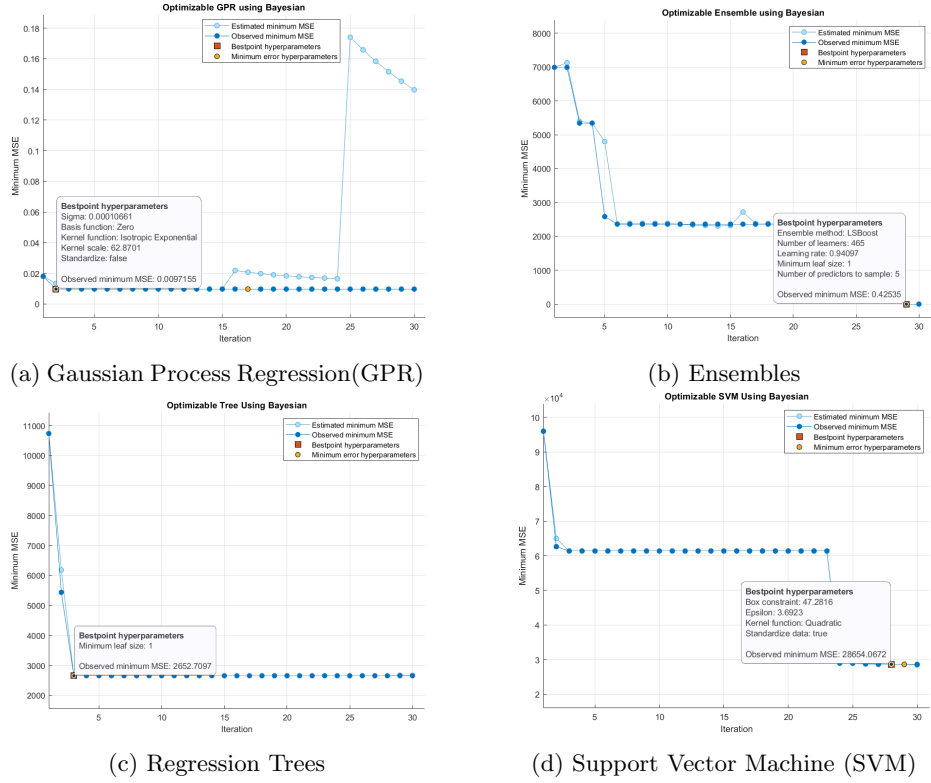 Optimizable GPR using Bayesian
Estimated minimum MSE
Observed minimum MSE
Bestpoint hyperparameters
Minimum error hyperparameters
0.18
0.16
0.14
0.12
0.1
0.08
0.06
0.04
0.02
0
Minimum MSE
Bestpoint hyperparameters
Sigma: 0.00010661
Basis function: Zero
Kernel function: Isotropic Exponential
Kernel scale: 62.8701
Standardize: false
Observed minimum MSE: 0.0097155
5 10 15 20 25 30
Iteration
(a) Gaussian Process Regression(GPR)
Optimizable Ensemble using Bayesian
Estimated minimum MSE
Observed minimum MSE
Bestpoint hyperparameters
Minimum error hyperparameters
8000
7000
6000
5000
4000
3000
2000
1000
0
Minimum MSE
Bestpoint hyperparameters
Ensemble method: LSBoost
Number of learners: 465
Learning rate: 0.94097
Minimum leaf size: 1
Number of predictors to sample: 5
Observed minimum MSE: 0.42535
5 10 15 20 25 30
Iteration
(b) Ensembles
Optimizable Tree Using Bayesian
Estimated minimum MSE
Observed minimum MSE
Bestpoint hyperparameters
Minimum error hyperparameters
11000
10000
9000
8000
7000
6000
5000
4000
3000
2000
Minimum MSE
Bestpoint hyperparameters
Minimum leaf size: 1
Observed minimum MSE: 2652.7097
5 10 15 20 25 30
Iteration
(c) Regression Trees
Optimizable SVM Using Bayesian
×10⁴
Estimated minimum MSE
Observed minimum MSE
Bestpoint hyperparameters
Minimum error hyperparameters
10
9
8
7
6
5
4
3
2
Minimum MSE
Bestpoint hyperparameters
Box constraint: 47.2816
Epsilon: 3.6923
Kernel function: Quadratic
Standardize data: true
Observed minimum MSE: 28654.0672
5 10 15 20 25 30
Iteration
(d) Support Vector Machine (SVM)